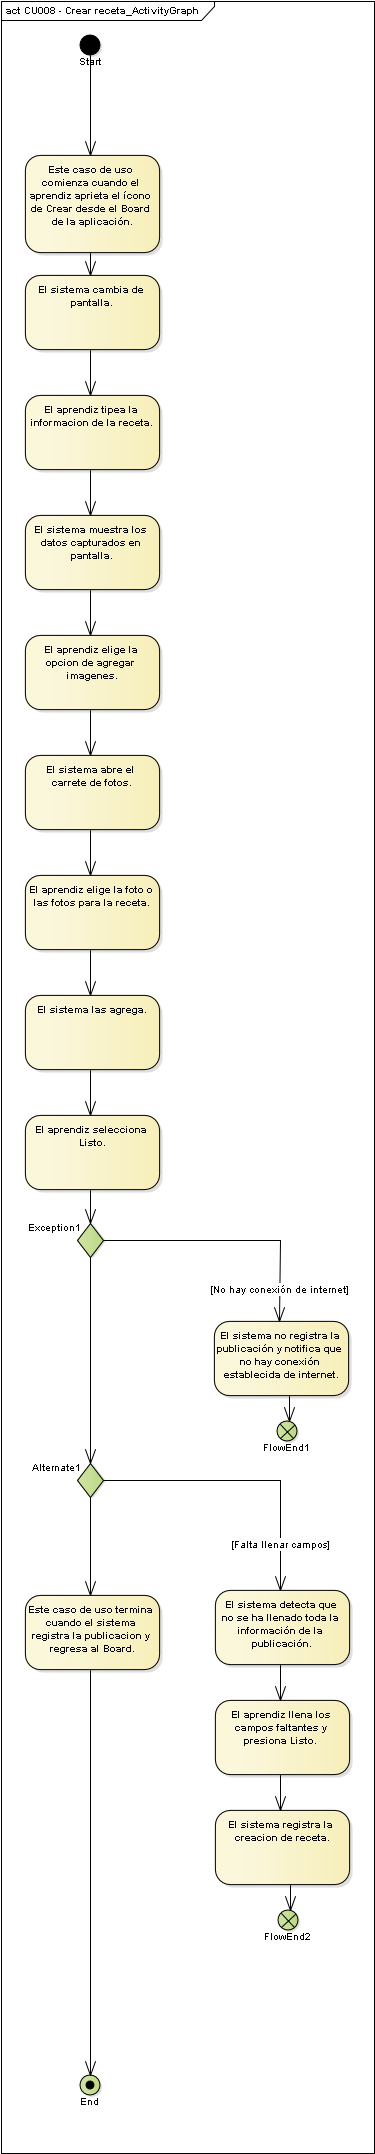 act CU008 - Crear receta_ActivityGraph
Start
Este caso de uso
comienza cuando el
aprendiz aprieta el ícono
de Crear desde el Board
de la aplicación.
El sistema cambia de
pantalla.
El aprendiz tipea la
informacion de la receta.
El sistema muestra los
datos capturados en
pantalla.
El aprendiz elige la
opcion de agregar
imagenes.
El sistema abre el
carrete de fotos.
El aprendiz elige la foto o
las fotos para la receta.
El sistema las agrega.
El aprendiz selecciona
Listo.
Exception1
[No hay conexión de internet]
El sistema no registra la
publicación y notifica que
no hay conexión
establecida de internet.
FlowEnd1
Alternate1
[Falta llenar campos]
Este caso de uso termina
cuando el sistema
registra la publicacion y
regresa al Board.
El sistema detecta que
no se ha llenado toda la
información de la
publicación.
El aprendiz llena los
campos faltantes y
presiona Listo.
El sistema registra la
creacion de receta.
FlowEnd2
End